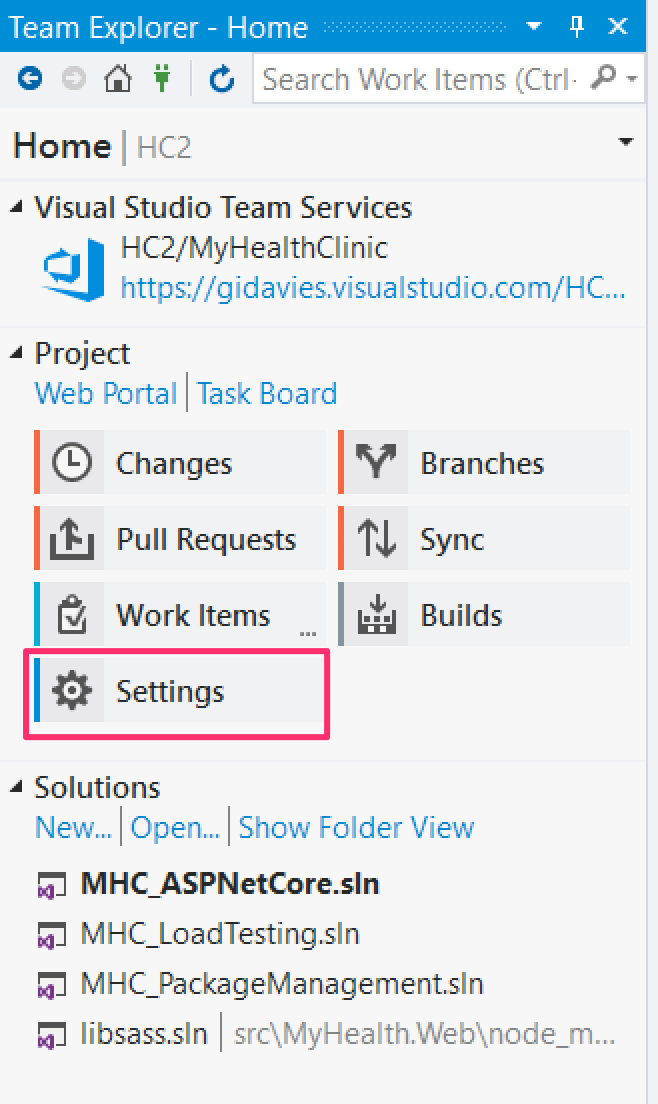 Team Explorer - Home
Search Work Items (Ctrl-
Home | HC2
Visual Studio Team Services
HC2/MyHealthClinic
https://gidavies.visualstudio.com/HC...
Project
Web Portal | Task Board
Changes Branches
Pull Requests Sync
Work Items ... Builds
Settings
Solutions
New... | Open... | Show Folder View
MHC_ASPNetCore.sln
MHC_LoadTesting.sln
MHC_PackageManagement.sln
libsass.sln | src\MyHealth.Web\node_m...